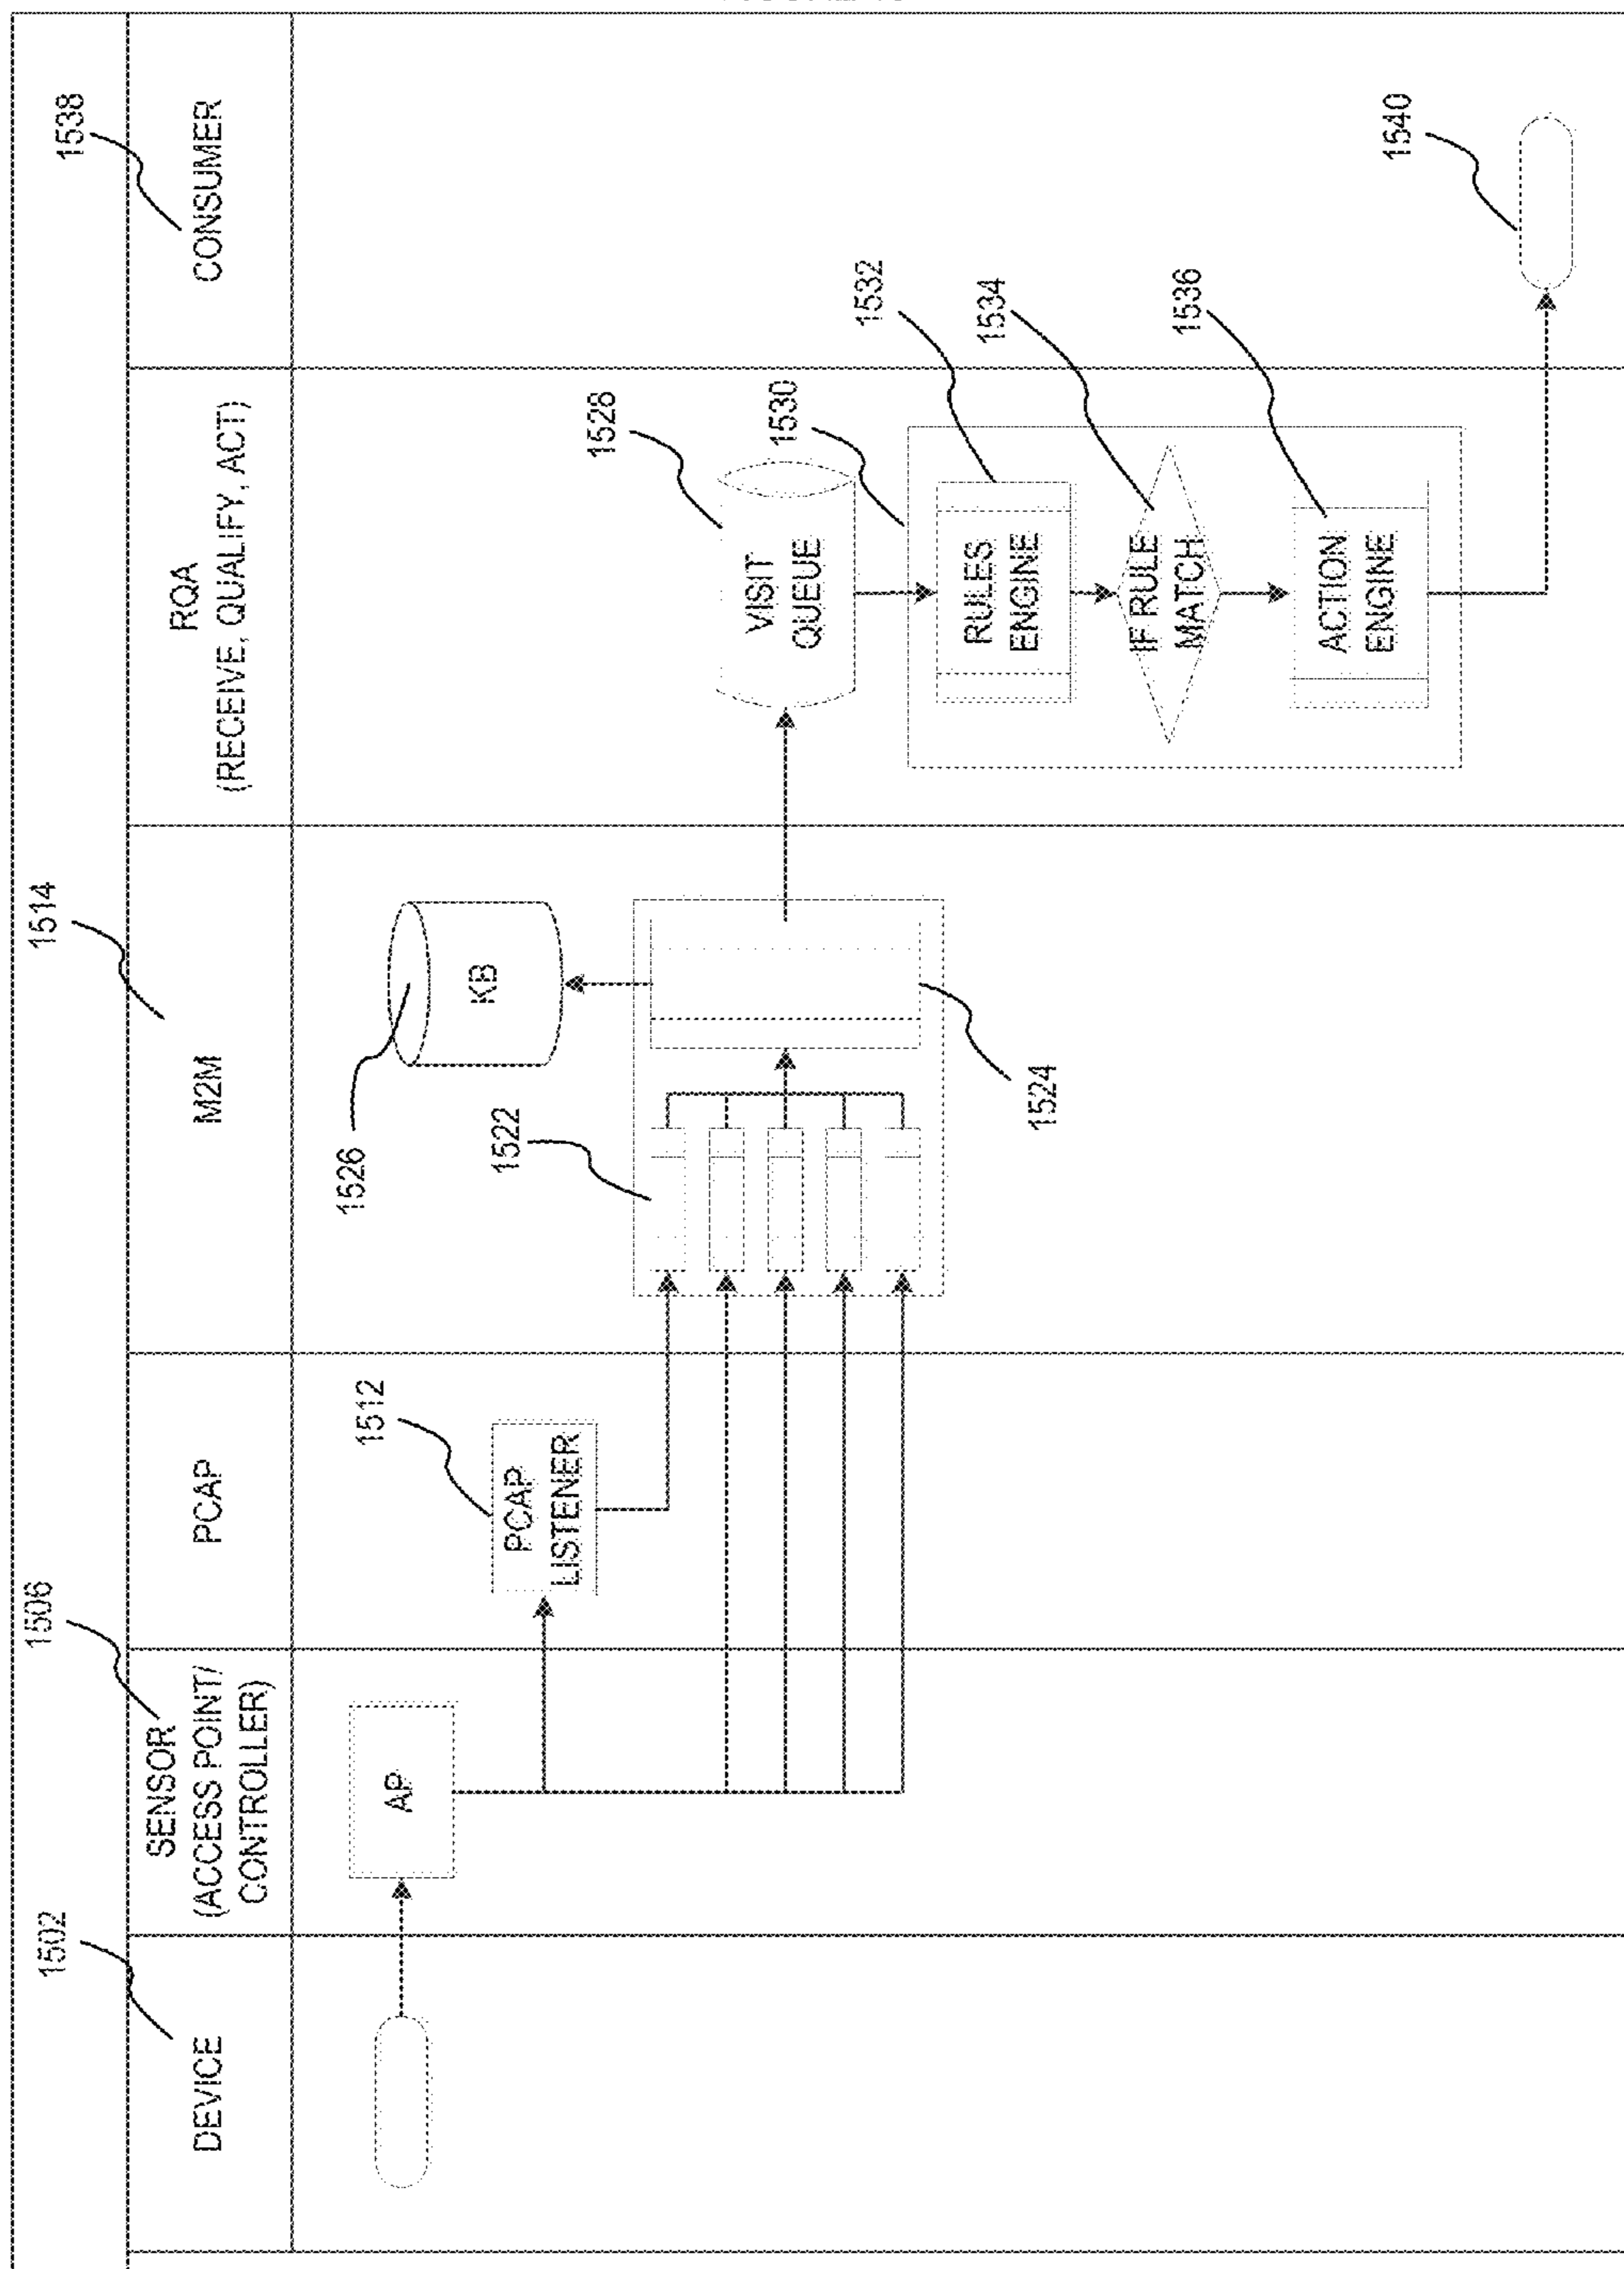 1502
1506
1514
1538
DEVICE
SENSOR
(ACCESS POINT/
CONTROLLER)
PCAP
M2M
RQA
(RECEIVE, QUALIFY, ACT)
CONSUMER
AP
1512
PCAP
LISTENER
1526
KB
1522
1524
1528
VISIT
QUEUE
1530
1532
RULES
ENGINE
1534
IF RULE
MATCH
1536
ACTION
ENGINE
1540